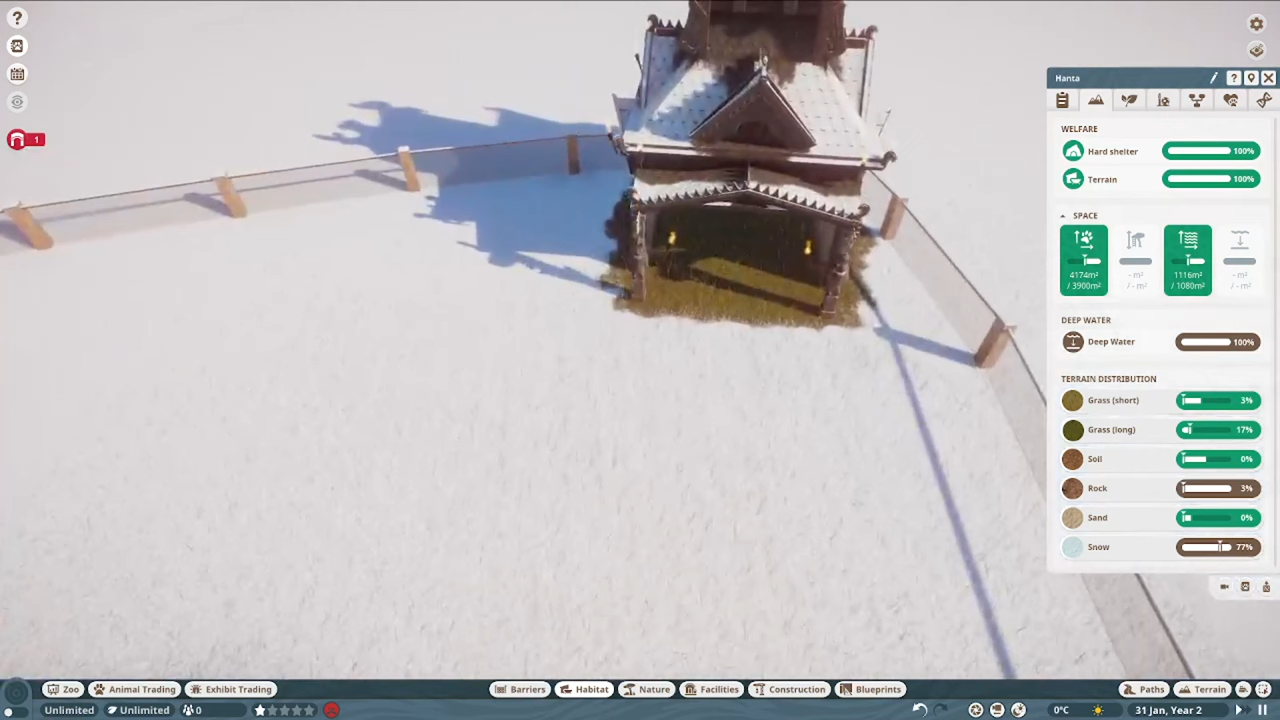 ?
1
Hanta
?
WELFARE
Hard shelter 100%
Terrain 100%
SPACE
4174m² / 3900m²
- m² / - m²
1116m² / 1080m²
- m² / - m²
DEEP WATER
Deep Water 100%
TERRAIN DISTRIBUTION
Grass (short) 3%
Grass (long) 17%
Soil 0%
Rock 3%
Sand 0%
Snow 77%
Zoo Animal Trading Exhibit Trading Barriers Habitat Nature Facilities Construction Blueprints Paths Terrain
Unlimited Unlimited 0 0°C 31 Jan, Year 2